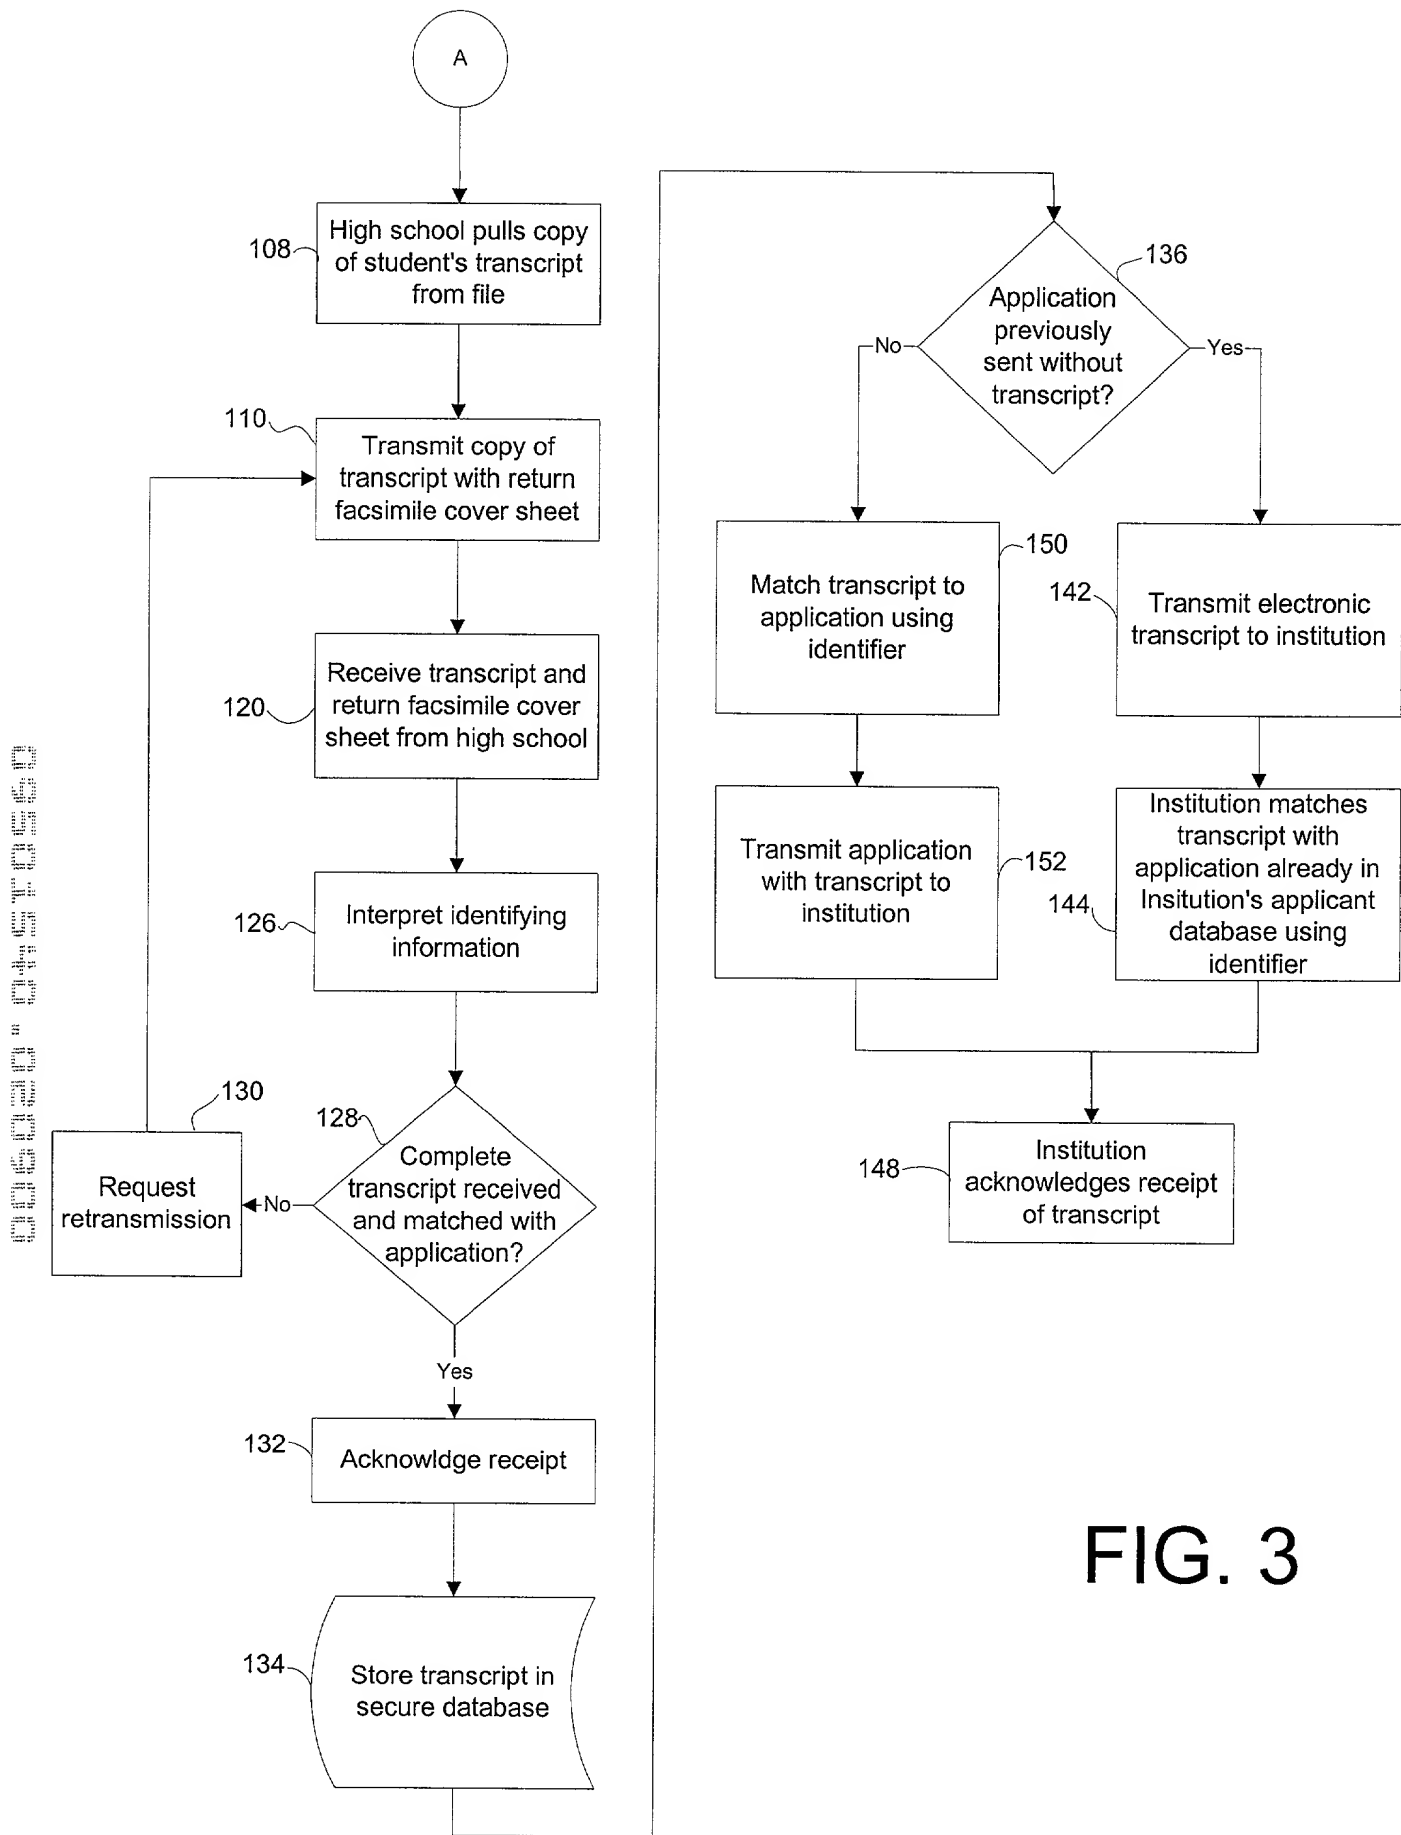 A
108
High school pulls copy
of student's transcript
from file
110
Transmit copy of
transcript with return
facsimile cover sheet
120
Receive transcript and
return facsimile cover
sheet from high school
126
Interpret identifying
information
128
Complete
transcript received
and matched with
application?
No
130
Request
retransmission
Yes
132
Acknowldge receipt
134
Store transcript in
secure database
136
Application
previously
sent without
transcript?
No
Yes
150
Match transcript to
application using
identifier
142
Transmit electronic
transcript to institution
152
Transmit application
with transcript to
institution
144
Institution matches
transcript with
application already in
Insitution's applicant
database using
identifier
148
Institution
acknowledges receipt
of transcript
FIG. 3